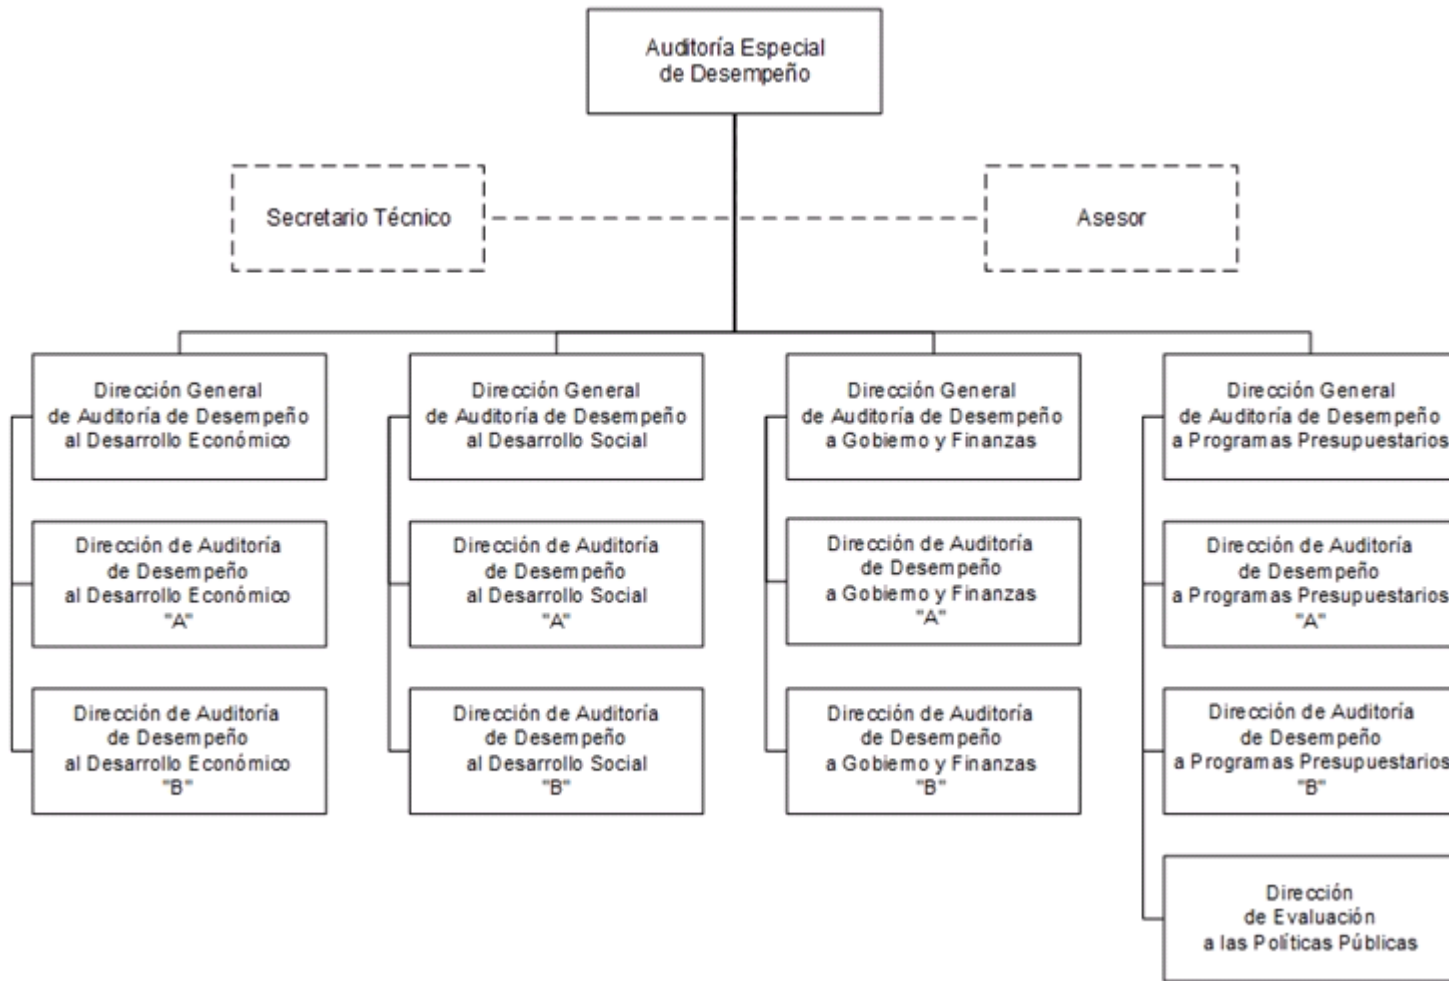 Auditoría Especial
de Desempeño
Secretario Técnico
Asesor
Dirección General
de Auditoría de Desempeño
al Desarrollo Económico
Dirección General
de Auditoría de Desempeño
al Desarrollo Social
Dirección General
de Auditoría de Desempeño
a Gobierno y Finanzas
Dirección General
de Auditoría de Desempeño
a Programas Presupuestarios
Dirección de Auditoría
de Desempeño
al Desarrollo Económico
"A"
Dirección de Auditoría
de Desempeño
al Desarrollo Social
"A"
Dirección de Auditoría
de Desempeño
a Gobierno y Finanzas
"A"
Dirección de Auditoría
de Desempeño
a Programas Presupuestarios
"A"
Dirección de Auditoría
de Desempeño
al Desarrollo Económico
"B"
Dirección de Auditoría
de Desempeño
al Desarrollo Social
"B"
Dirección de Auditoría
de Desempeño
a Gobierno y Finanzas
"B"
Dirección de Auditoría
de Desempeño
a Programas Presupuestarios
"B"
Dirección
de Evaluación
a las Políticas Públicas